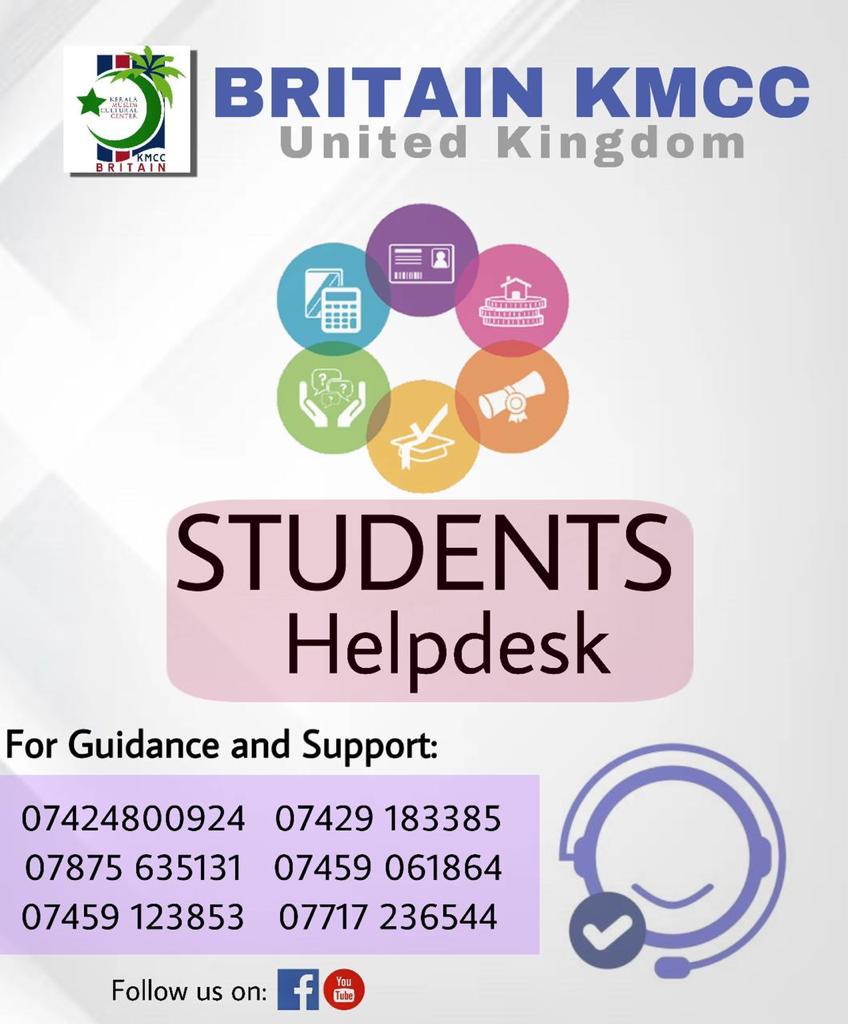 KERALA
MUSLIM
CULTURAL
CENTER
KMCC
BRITAIN
BRITAIN KMCC
United Kingdom
STUDENTS
Helpdesk
For Guidance and Support:
07424800924 07429 183385
07875 635131 07459 061864
07459 123853 07717 236544
Follow us on: f You
Tube